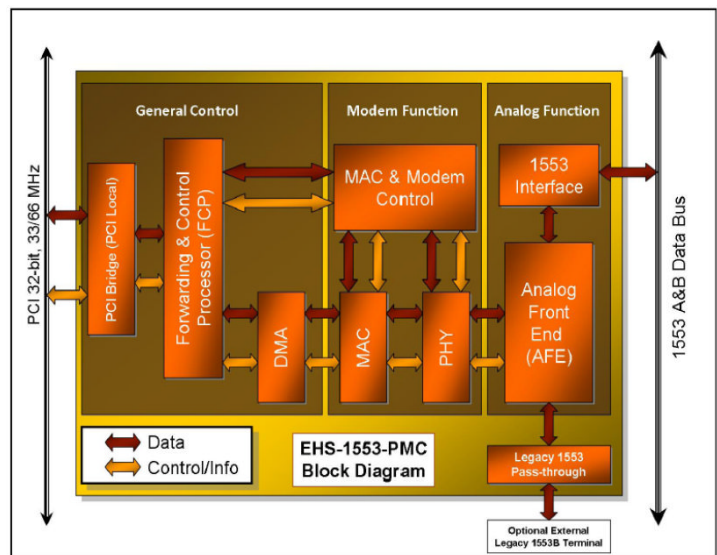 General Control
Modem Function
Analog Function
PCI 32-bit, 33/66 MHz
PCI Bridge (PCI Local)
Forwarding & Control
Processor (FCP)
MAC & Modem
Control
1553
Interface
DMA
MAC
PHY
Analog
Front
End
(AFE)
1553 A&B Data Bus
Data
Control/Info
EHS-1553-PMC
Block Diagram
Legacy 1553
Pass-through
Optional External
Legacy 1553B Terminal